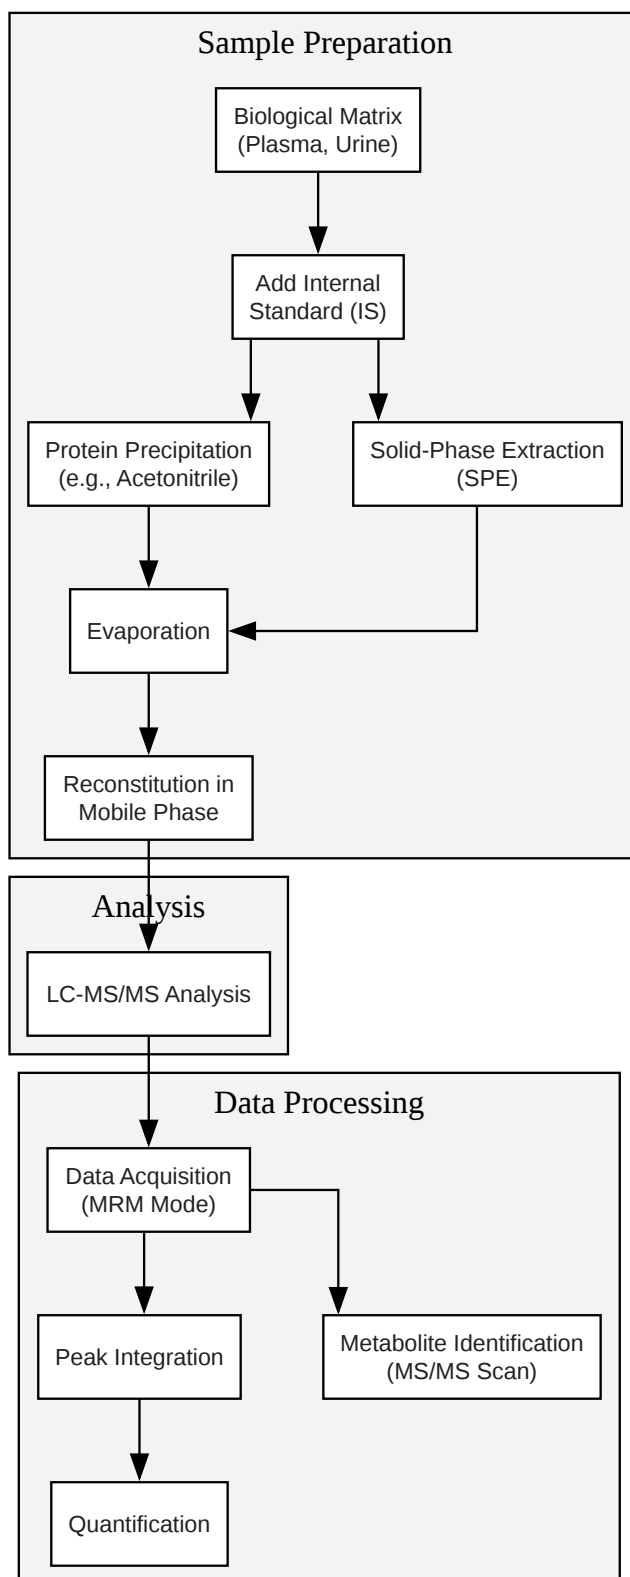 Sample Preparation
Biological Matrix
(Plasma, Urine)
Add Internal
Standard (IS)
Protein Precipitation
(e.g., Acetonitrile)
Solid-Phase Extraction
(SPE)
Evaporation
Reconstitution in
Mobile Phase
Analysis
LC-MS/MS Analysis
Data Processing
Data Acquisition
(MRM Mode)
Peak Integration
Metabolite Identification
(MS/MS Scan)
Quantification